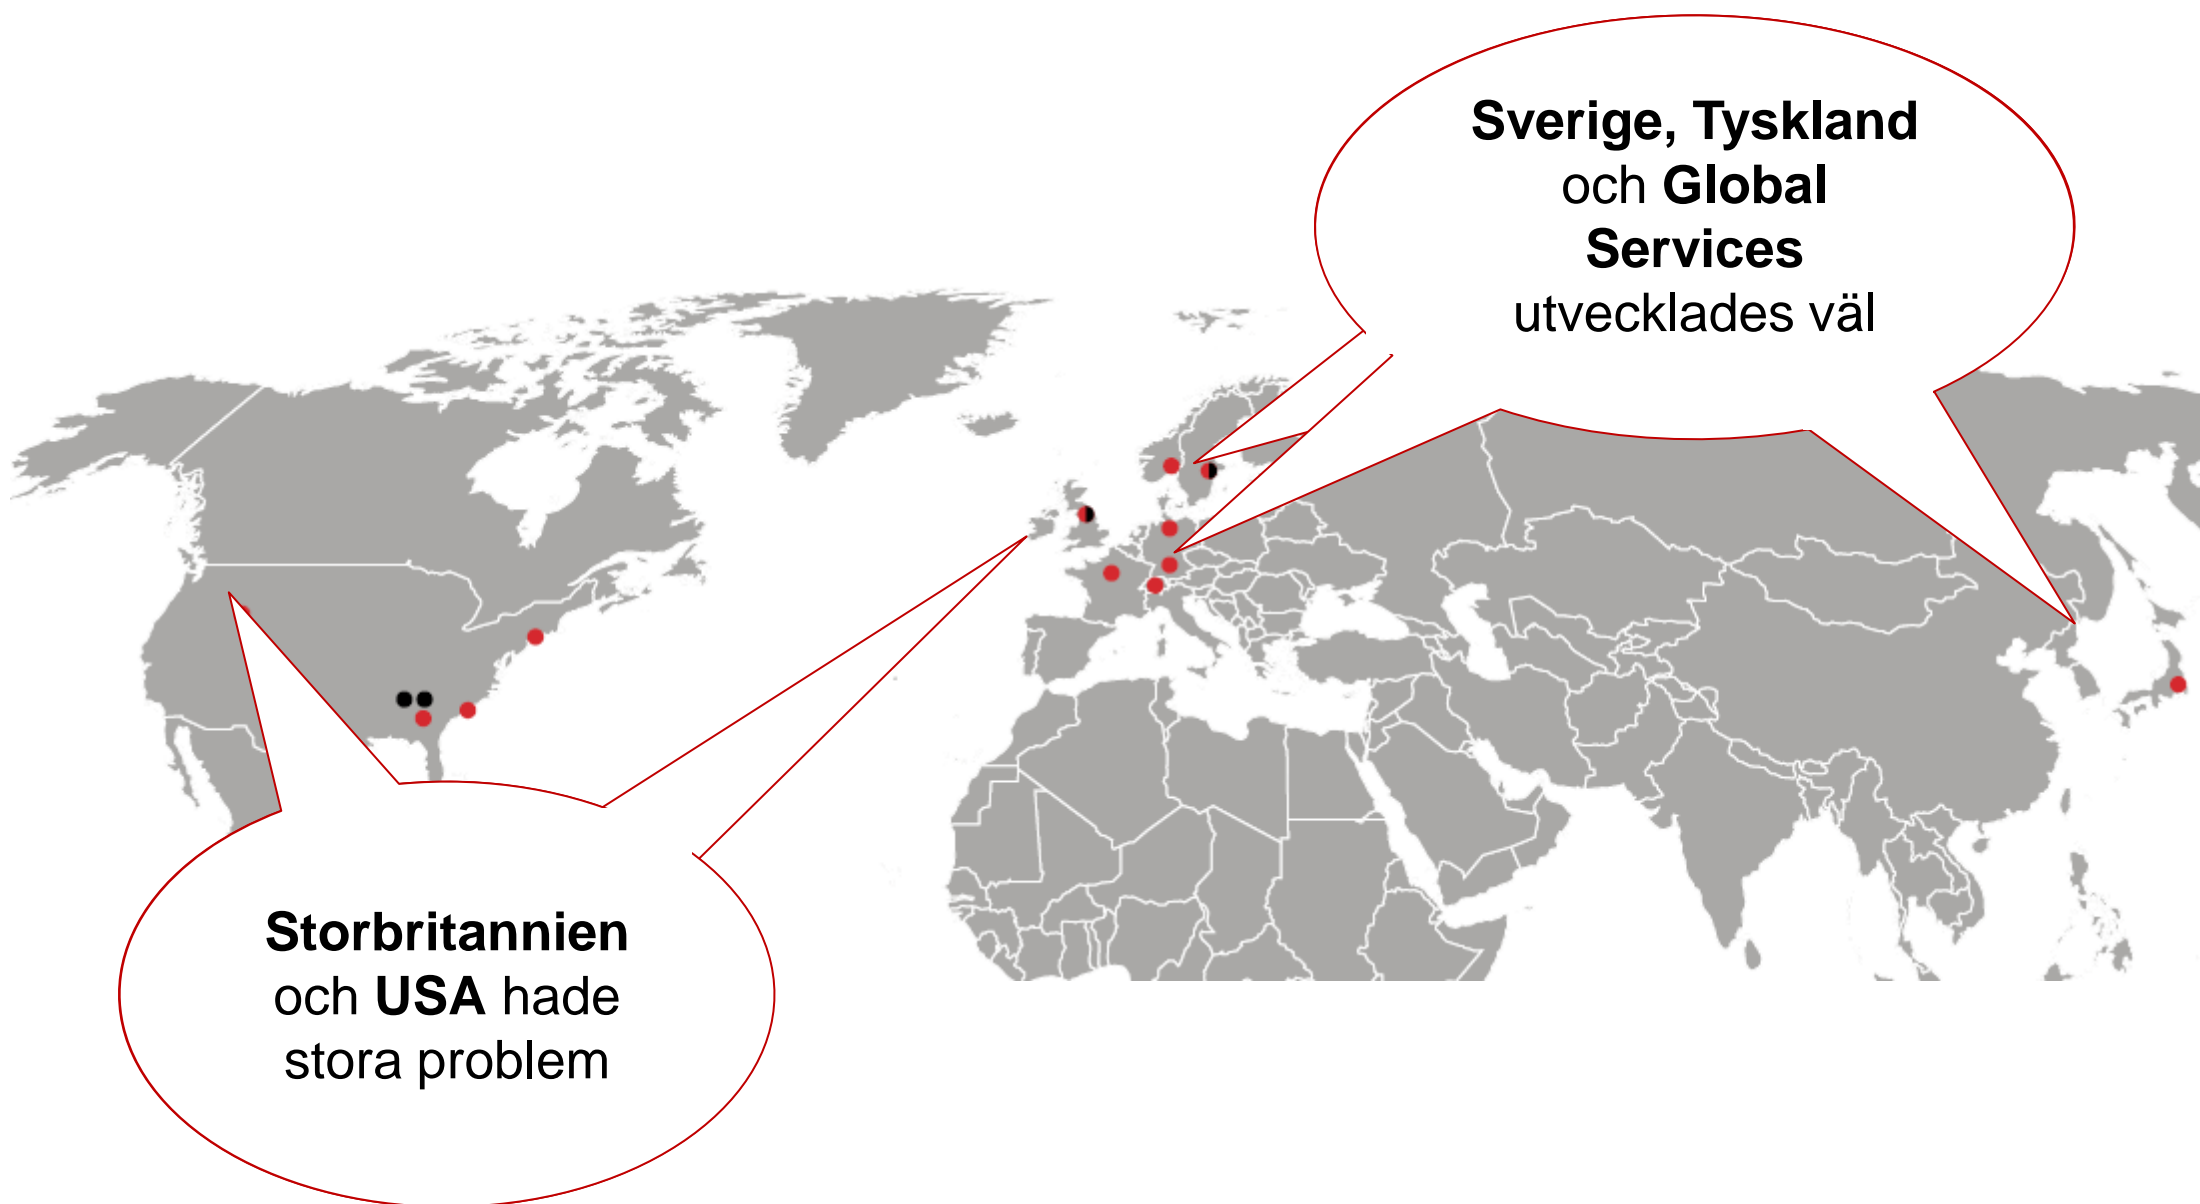 Sverige, Tyskland
och Global
Services
utvecklades väl
Storbritannien
och USA hade
stora problem